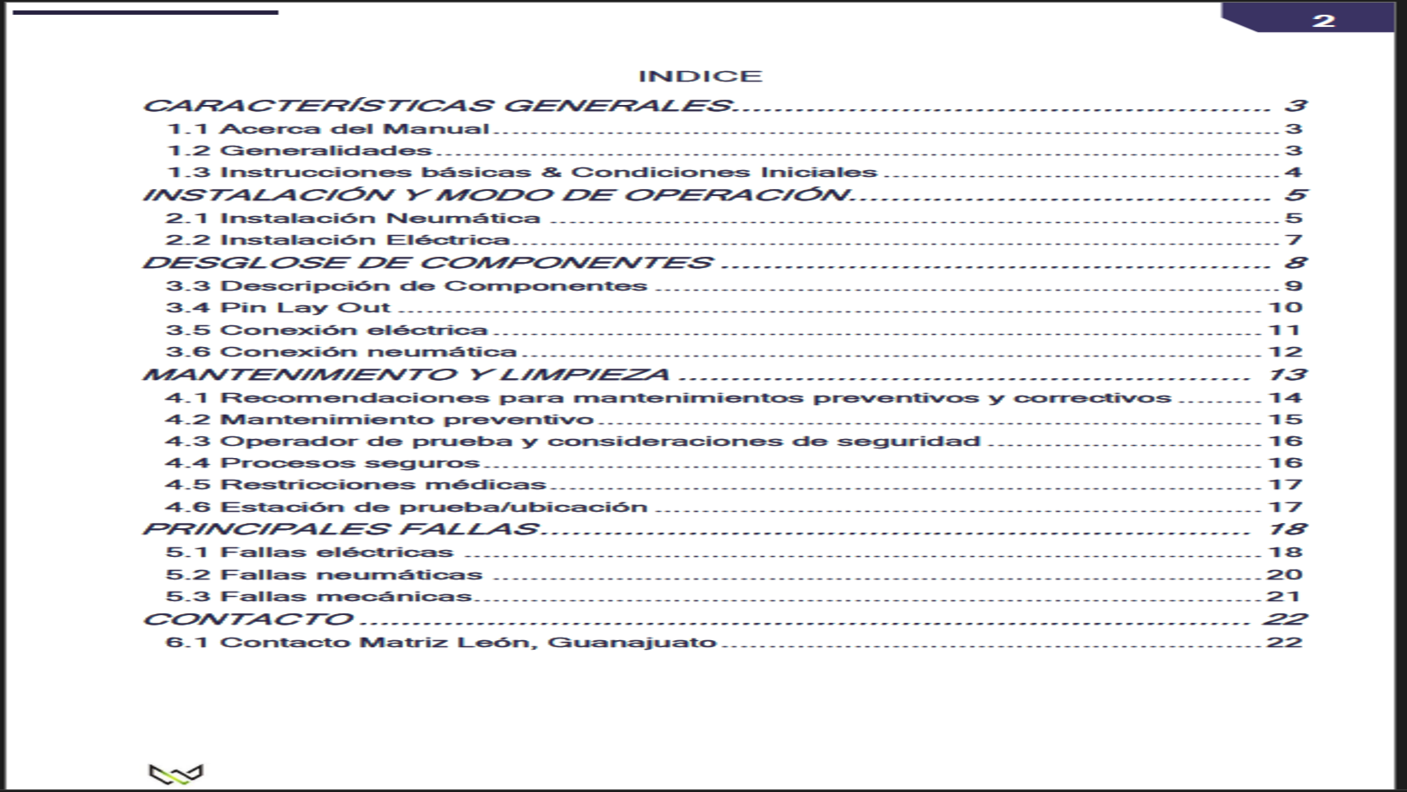 2
INDICE
CARACTERÍSTICAS GENERALES.................................................... 3
1.1 Acerca del Manual.................................................................................3
1.2 Generalidades.......................................................................................3
1.3 Instrucciones básicas & Condiciones Iniciales .........................................4
INSTALACIÓN Y MODO DE OPERACIÓN......................................... 5
2.1 Instalación Neumática ...........................................................................5
2.2 Instalación Eléctrica...............................................................................7
DESGLOSE DE COMPONENTES ..................................................... 8
3.3 Descripción de Componentes ................................................................9
3.4 Pin Lay Out .........................................................................................10
3.5 Conexión eléctrica...............................................................................11
3.6 Conexión neumática............................................................................12
MANTENIMIENTO Y LIMPIEZA ....................................................... 13
4.1 Recomendaciones para mantenimientos preventivos y correctivos .........14
4.2 Mantenimiento preventivo....................................................................15
4.3 Operador de prueba y consideraciones de seguridad ............................16
4.4 Procesos seguros................................................................................16
4.5 Restricciones médicas.........................................................................17
4.6 Estación de prueba/ubicación ..............................................................17
PRINCIPALES FALLAS.................................................................... 18
5.1 Fallas eléctricas ..................................................................................18
5.2 Fallas neumáticas ...............................................................................20
5.3 Fallas mecánicas.................................................................................21
CONTACTO ...................................................................................... 22
6.1 Contacto Matriz León, Guanajuato.......................................................22